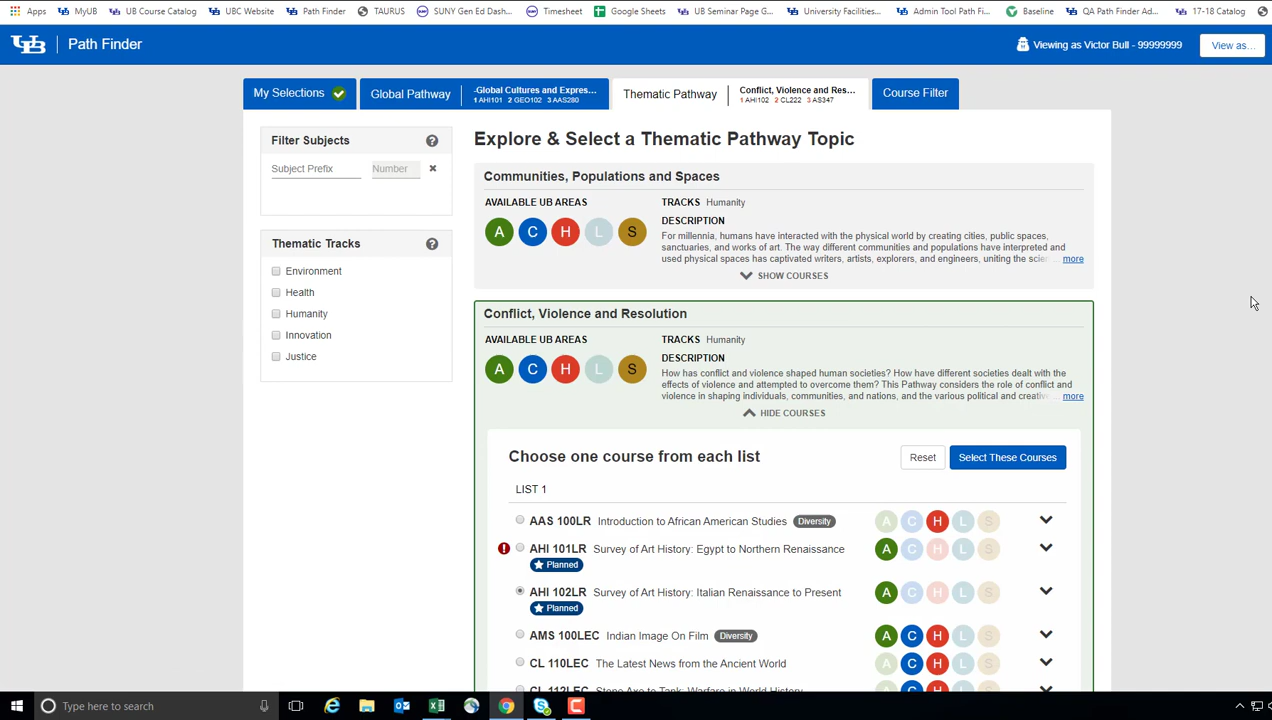 Apps MyUB UB Course Catalog UBC Website Path Finder TAURUS SUNY Gen Ed Dash... Timesheet Google Sheets UB Seminar Page G... University Facilities... Admin Tool Path Fi... Baseline QA Path Finder Ad... 17-18 Catalog
UB Path Finder Viewing as Victor Bull - 99999999 View as...
My Selections Global Pathway -Global Cultures and Expres... Thematic Pathway Conflict, Violence and Res... Course Filter
1 AHI101 2 GEO102 3 AAS280 1 AHI102 2 CL222 3 AS347
Filter Subjects ?
Subject Prefix Number ×
Thematic Tracks ?
Environment
Health
Humanity
Innovation
Justice
Explore & Select a Thematic Pathway Topic
Communities, Populations and Spaces
AVAILABLE UB AREAS
A C H L S
TRACKS Humanity
DESCRIPTION
For millennia, humans have interacted with the physical world by creating cities, public spaces,
sanctuaries, and works of art. The way different communities and populations have interpreted and
used physical spaces has captivated writers, artists, explorers, and engineers, uniting the scien ... more
SHOW COURSES
Conflict, Violence and Resolution
AVAILABLE UB AREAS
A C H L S
TRACKS Humanity
DESCRIPTION
How has conflict and violence shaped human societies? How have different societies dealt with the
effects of violence and attempted to overcome them? This Pathway considers the role of conflict and
violence in shaping individuals, communities, and nations, and the various political and creative ... more
HIDE COURSES
Choose one course from each list Reset Select These Courses
LIST 1
AAS 100LR Introduction to African American Studies Diversity A C H L S
! AHI 101LR Survey of Art History: Egypt to Northern Renaissance A C H L S
Planned
AHI 102LR Survey of Art History: Italian Renaissance to Present A C H L S
Planned
AMS 100LEC Indian Image On Film Diversity A C H L S
CL 110LEC The Latest News from the Ancient World A C H L S
CL 112LEC Stone Axe to Tank: Warfare in World History A C H L S
Type here to search